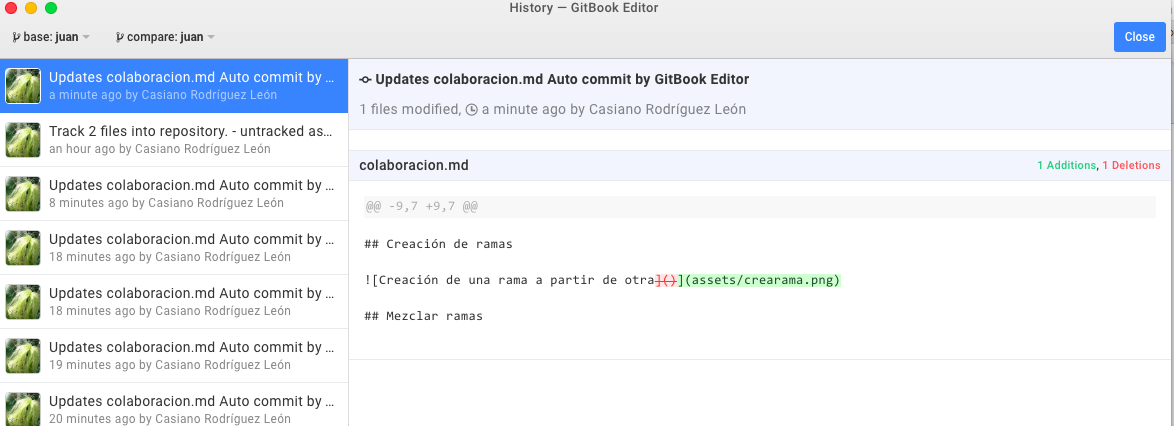 History — GitBook Editor
base: juan
compare: juan
Close
Updates colaboracion.md Auto commit by ...
a minute ago by Casiano Rodríguez León
Track 2 files into repository. - untracked as...
an hour ago by Casiano Rodríguez León
Updates colaboracion.md Auto commit by ...
8 minutes ago by Casiano Rodríguez León
Updates colaboracion.md Auto commit by ...
18 minutes ago by Casiano Rodríguez León
Updates colaboracion.md Auto commit by ...
18 minutes ago by Casiano Rodríguez León
Updates colaboracion.md Auto commit by ...
19 minutes ago by Casiano Rodríguez León
Updates colaboracion.md Auto commit by ...
20 minutes ago by Casiano Rodríguez León
Updates colaboracion.md Auto commit by GitBook Editor
1 files modified, a minute ago by Casiano Rodríguez León
colaboracion.md
1 Additions, 1 Deletions
@@ -9,7 +9,7 @@
## Creación de ramas
![Creación de una rama a partir de otra]()](assets/crearama.png)
## Mezclar ramas